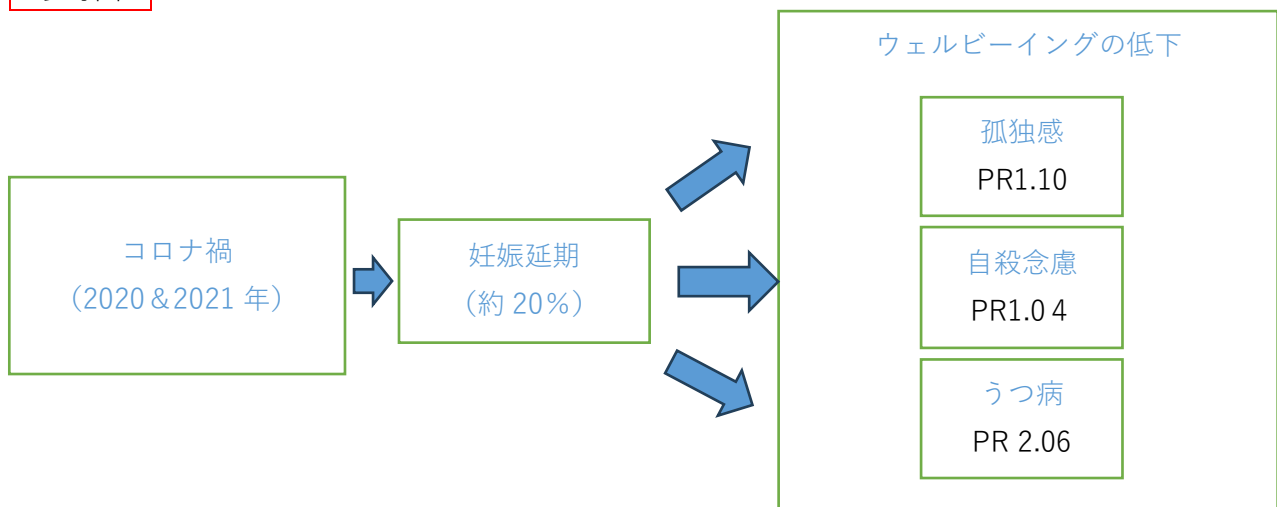 ウェルビーイングの低下
孤独感
PR1.10
コロナ禍
(2020&2021 年)
妊娠延期
(約 20%)
自殺念慮
PR1.0 4
うつ病
PR 2.06